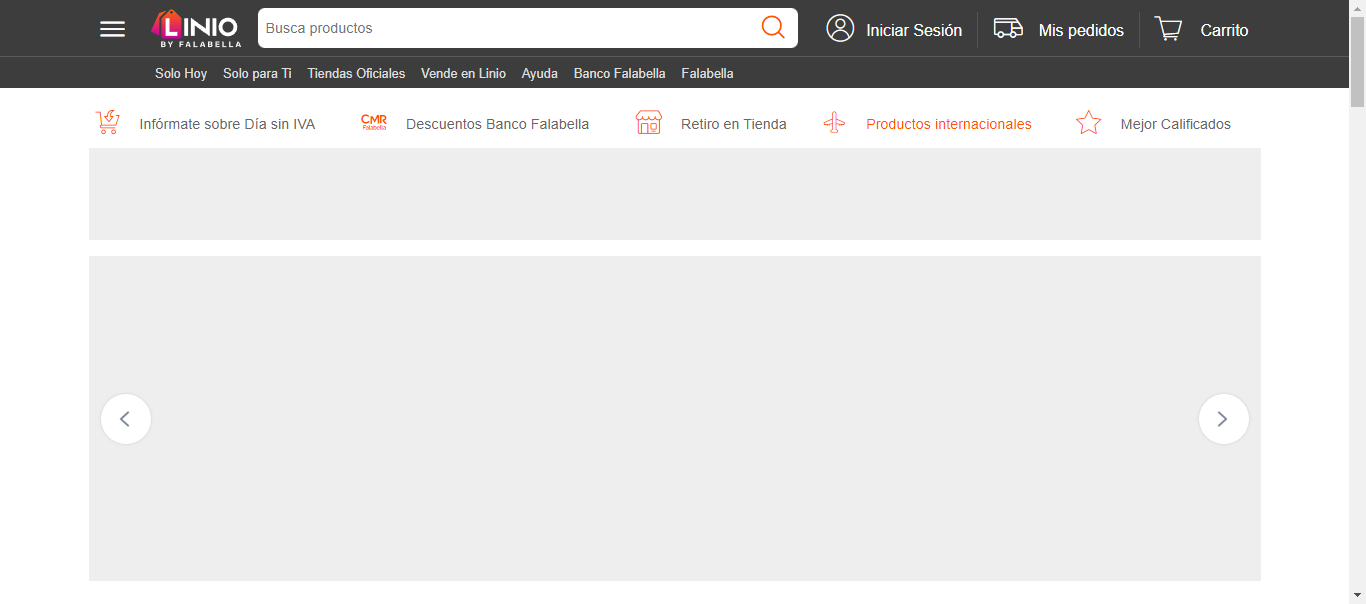 LINIO
BY FALABELLA
Busca productos
Iniciar Sesión
Mis pedidos
Carrito
Solo Hoy
Solo para Ti
Tiendas Oficiales
Vende en Linio
Ayuda
Banco Falabella
Falabella
Infórmate sobre Día sin IVA
CMR
Falabella
Descuentos Banco Falabella
Retiro en Tienda
Productos internacionales
Mejor Calificados